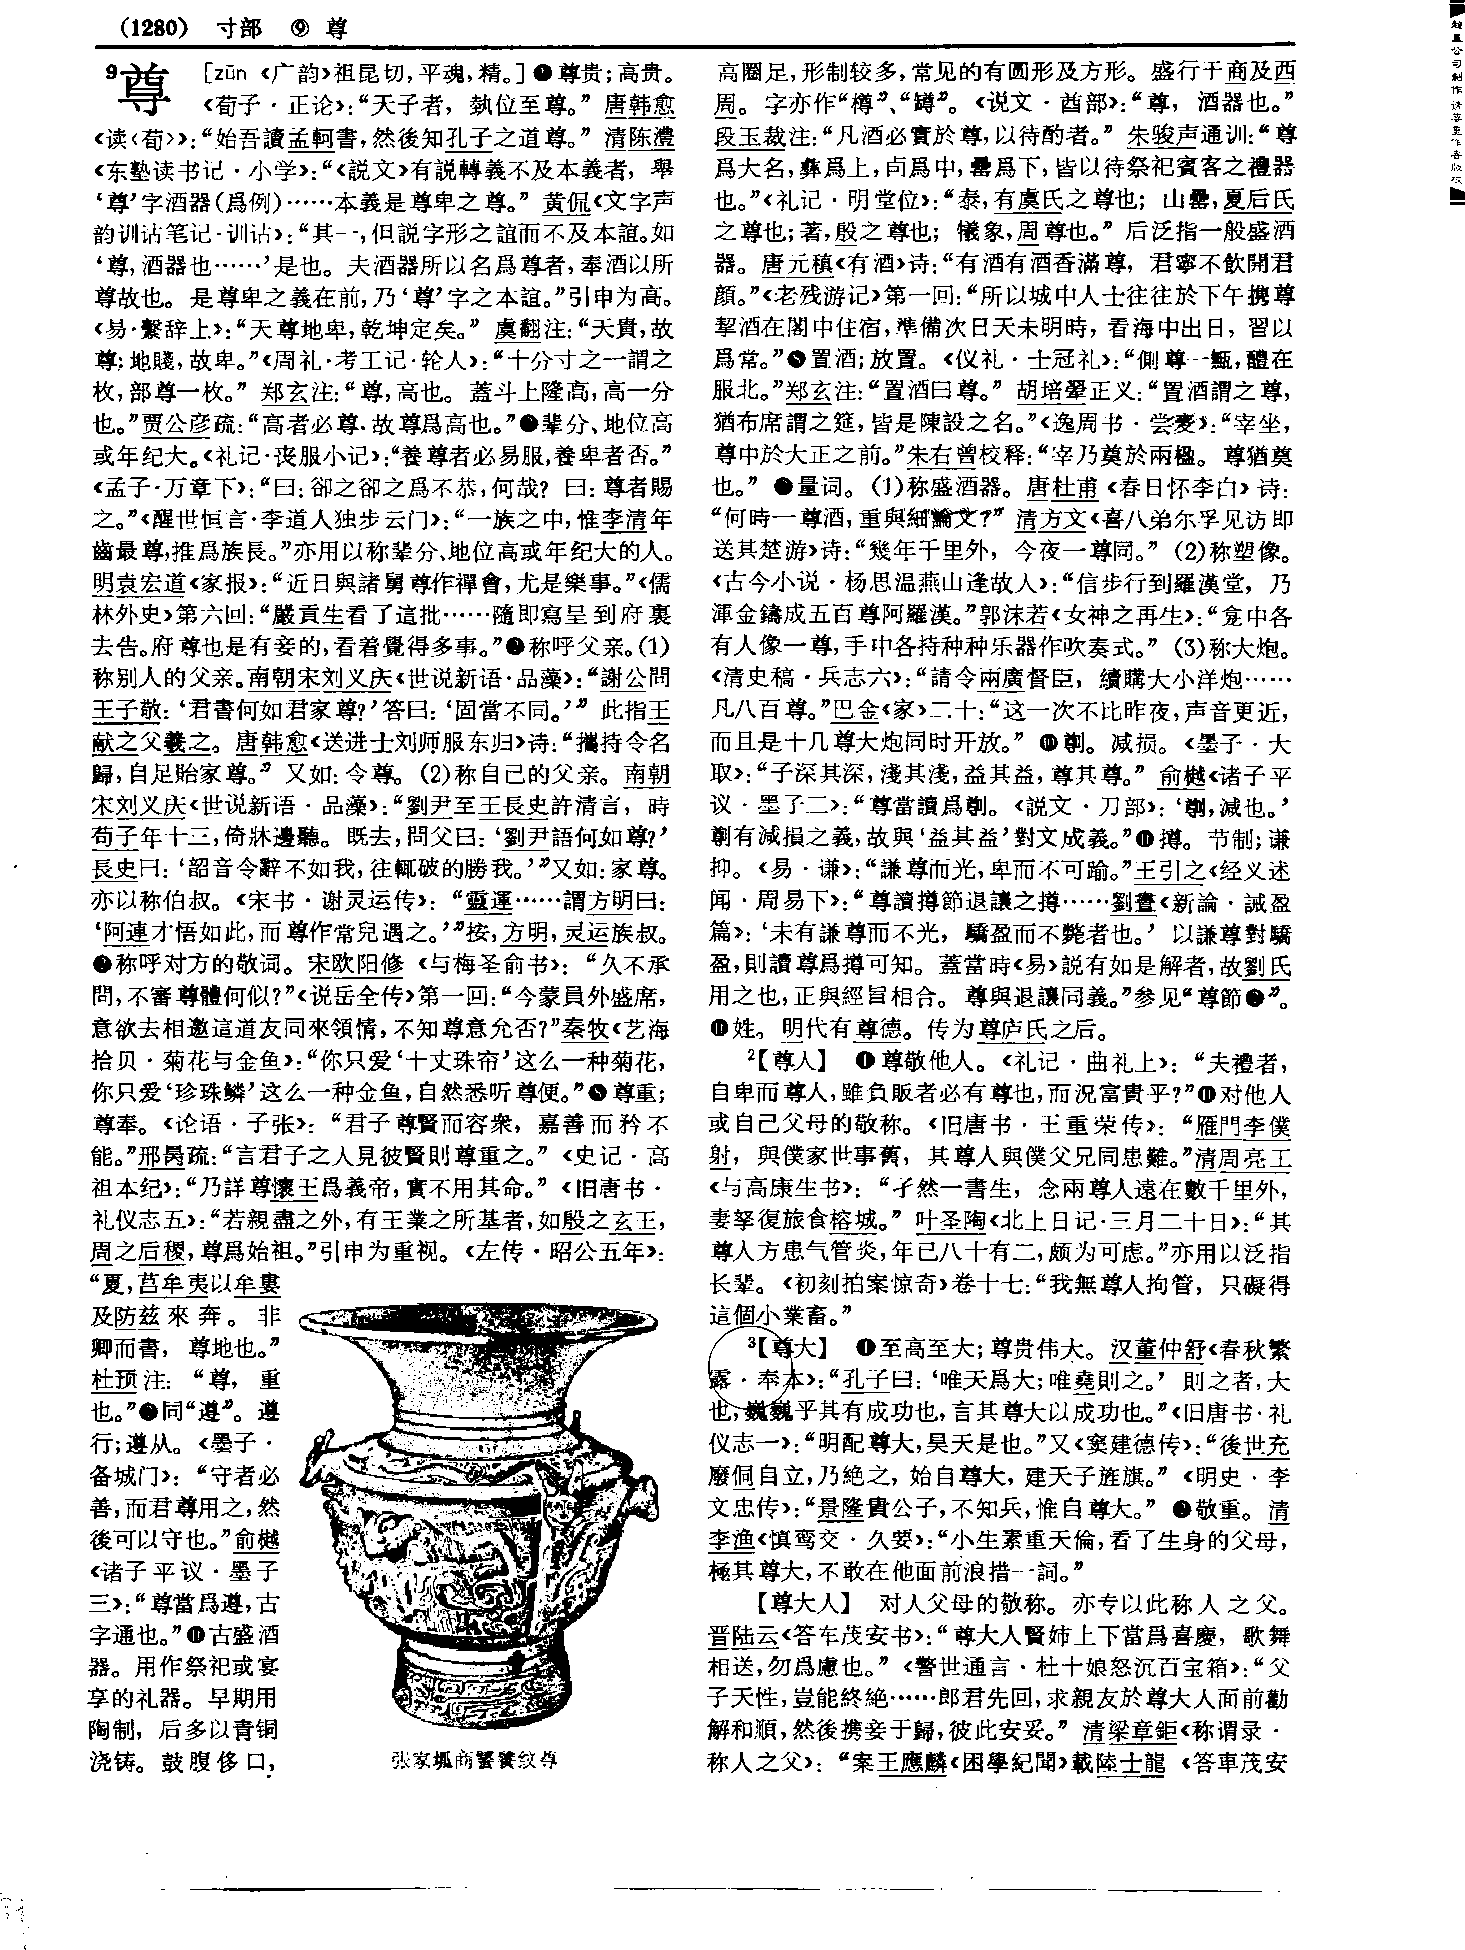 (1280) 寸部 ⑨ 尊
9尊 [zūn《广韵》祖昆切,平魂,精。]❶尊贵;高贵。
《荀子·正论》:“天子者,埶位至尊。”唐韩愈
《读〈荀〉》:“始吾讀孟軻書,然後知孔子之道尊。”清陈澧
《东塾读书记·小学》:“《説文》有説轉義不及本義者,舉
‘尊’字酒器(爲例)……本義是尊卑之尊。”黄侃《文字声
韵训诂笔记·训诂》:“其一,但説字形之誼而不及本誼。如
‘尊,酒器也……’是也。夫酒器所以名爲尊者,奉酒以所
尊故也。是尊卑之義在前,乃‘尊’字之本誼。”引申为高。
《易·繫辞上》:“天尊地卑,乾坤定矣。”虞翻注:“天貴,故
尊;地賤,故卑。”《周礼·考工记·轮人》:“十分寸之一謂之
枚,部尊一枚。”郑玄注:“尊,高也。蓋斗上隆高,高一分
也。”贾公彦疏:“高者必尊,故尊爲高也。”❷辈分、地位高
或年纪大。《礼记·丧服小记》:“養尊者必易服,養卑者否。”
《孟子·万章下》:“曰:卻之卻之爲不恭,何哉?曰:尊者賜
之。”《醒世恒言·李道人独步云门》:“一族之中,惟李清年
齒最尊,推爲族長。”亦用以称辈分、地位高或年纪大的人。
明袁宏道《家报》:“近日與諸舅尊作禪會,尤是樂事。”《儒
林外史》第六回:“嚴貢生看了這批……隨即寫呈到府裏
去告。府尊也是有妾的,看着覺得多事。”❸称呼父亲。(1)
称别人的父亲。南朝宋刘义庆《世说新语·品藻》:“謝公問
王子敬:‘君書何如君家尊?’答曰:‘固當不同。’”此指王
献之父羲之。唐韩愈《送进士刘师服东归》诗:“攜持令名
歸,自足貽家尊。”又如:令尊。(2)称自己的父亲。南朝
宋刘义庆《世说新语·品藻》:“劉尹至王長史許清言,時
苟子年十三,倚牀邊聽。既去,問父曰:‘劉尹語何如尊?’
長史曰:‘韶音令辭不如我,往輒破的勝我。’”又如:家尊。
亦以称伯叔。《宋书·谢灵运传》:“靈運……謂方明曰:
‘阿連才悟如此,而尊作常兒遇之。’”按,方明,灵运族叔。
❹称呼对方的敬词。宋欧阳修《与梅圣俞书》:“久不承
問,不審尊體何似?”《说岳全传》第一回:“今蒙員外盛席,
意欲去相邀這道友同來領情,不知尊意允否?”秦牧《艺海
拾贝·菊花与金鱼》:“你只爱‘十丈珠帘’这么一种菊花,
你只爱‘珍珠鳞’这么一种金鱼,自然悉听尊便。”❺尊重;
尊奉。《论语·子张》:“君子尊賢而容衆,嘉善而矜不
能。”邢昺疏:“言君子之人見彼賢則尊重之。”《史记·高
祖本纪》:“乃詳尊懷王爲義帝,實不用其命。”《旧唐书·
礼仪志五》:“若親盡之外,有王業之所基者,如殷之玄王,
周之后稷,尊爲始祖。”引申为重视。《左传·昭公五年》:
“夏,莒牟夷以牟婁
及防兹來奔。非
卿而書,尊地也。”
杜预注:“尊,重
也。”❻同“遵”。遵
行;遵从。《墨子·
备城门》:“守者必
善,而君尊用之,然
後可以守也。”俞樾
《诸子平议·墨子
三》:“尊當爲遵,古
字通也。”❼古盛酒
器。用作祭祀或宴
享的礼器。早期用
陶制,后多以青铜
浇铸。鼓腹侈口,
张家堌商饕餮纹尊
高圈足,形制较多,常见的有圆形及方形。盛行于商及西
周。字亦作“樽”、“罇”。《说文·酋部》:“尊,酒器也。”
段玉裁注:“凡酒必實於尊,以待酌者。”朱骏声通训:“尊
爲大名,彝爲上,卣爲中,罍爲下,皆以待祭祀賓客之禮器
也。”《礼记·明堂位》:“泰,有虞氏之尊也;山罍,夏后氏
之尊也;著,殷之尊也;犧象,周尊也。”后泛指一般盛酒
器。唐元稹《有酒》诗:“有酒有酒香滿尊,君寧不飲開君
顔。”《老残游记》第一回:“所以城中人士往往於下午攜尊
挈酒在閣中住宿,準備次日天未明時,看海中出日,習以
爲常。”❽置酒;放置。《仪礼·士冠礼》:“側尊一甒,醴在
服北。”郑玄注:“置酒曰尊。”胡培翬正义:“置酒謂之尊,
猶布席謂之筵,皆是陳設之名。”《逸周书·尝麦》:“宰坐,
尊中於大正之前。”朱右曾校释:“宰乃奠於兩楹。尊猶奠
也。”❾量词。(1)称盛酒器。唐杜甫《春日怀李白》诗:
“何時一尊酒,重與細論文?”清方文《喜八弟尔孚见访即
送其楚游》诗:“幾年千里外,今夜一尊同。”(2)称塑像。
《古今小说·杨思温燕山逢故人》:“信步行到羅漢堂,乃
渾金鑄成五百尊阿羅漢。”郭沫若《女神之再生》:“龛中各
有人像一尊,手中各持种种乐器作吹奏式。”(3)称大炮。
《清史稿·兵志六》:“請令兩廣督臣,續購大小洋炮……
凡八百尊。”巴金《家》二十:“这一次不比昨夜,声音更近,
而且是十几尊大炮同时开放。”❿剸。减损。《墨子·大
取》:“子深其深,淺其淺,益其益,尊其尊。”俞樾《诸子平
议·墨子二》:“尊當讀爲剸。《説文·刀部》:‘剸,減也。’
剸有減損之義,故與‘益其益’對文成義。”⓫撙。节制;谦
抑。《易·谦》:“謙尊而光,卑而不可踰。”王引之《经义述
闻·周易下》:“尊讀撙節退讓之撙……劉晝《新論·誡盈
篇》:‘未有謙尊而不光,驕盈而不斃者也。’以謙尊對驕
盈,則讀尊爲撙可知。蓋當時《易》説有如是解者,故劉氏
用之也,正與經旨相合。尊與退讓同義。”参见“尊節❷”。
⓬姓。明代有尊德。传为尊庐氏之后。
2【尊人】 ❶尊敬他人。《礼记·曲礼上》:“夫禮者,
自卑而尊人,雖負販者必有尊也,而況富貴乎?”❷对他人
或自己父母的敬称。《旧唐书·王重荣传》:“雁門李僕
射,與僕家世事舊,其尊人與僕父兄同患難。”清周亮工
《与高康生书》:“孑然一書生,念兩尊人遠在數千里外,
妻孥復旅食榕城。”叶圣陶《北上日记·三月二十日》:“其
尊人方患气管炎,年已八十有二,颇为可虑。”亦用以泛指
长辈。《初刻拍案惊奇》卷十七:“我無尊人拘管,只礙得
這個小業畜。”
3【尊大】 ❶至高至大;尊贵伟大。汉董仲舒《春秋繁
露·奉本》:“孔子曰:‘唯天爲大;唯堯則之。’則之者,大
也,巍巍乎其有成功也,言其尊大以成功也。”《旧唐书·礼
仪志一》:“明配尊大,昊天是也。”又《窦建德传》:“後世充
廢侗自立,乃絶之,始自尊大,建天子旌旗。”《明史·李
文忠传》:“景隆貴公子,不知兵,惟自尊大。”❷敬重。清
李渔《慎鸾交·久要》:“小生素重天倫,看了生身的父母,
極其尊大,不敢在他面前浪措一詞。”
【尊大人】 对人父母的敬称。亦专以此称人之父。
晋陆云《答车茂安书》:“尊大人賢姉上下當爲喜慶,歌舞
相送,勿爲慮也。”《警世通言·杜十娘怒沉百宝箱》:“父
子天性,豈能終絶……郎君先回,求親友於尊大人面前勸
解和順,然後携妾于歸,彼此安妥。”清梁章鉅《称谓录·
称人之父》:“案王應麟《困學紀聞》載陸士龍《答車茂安